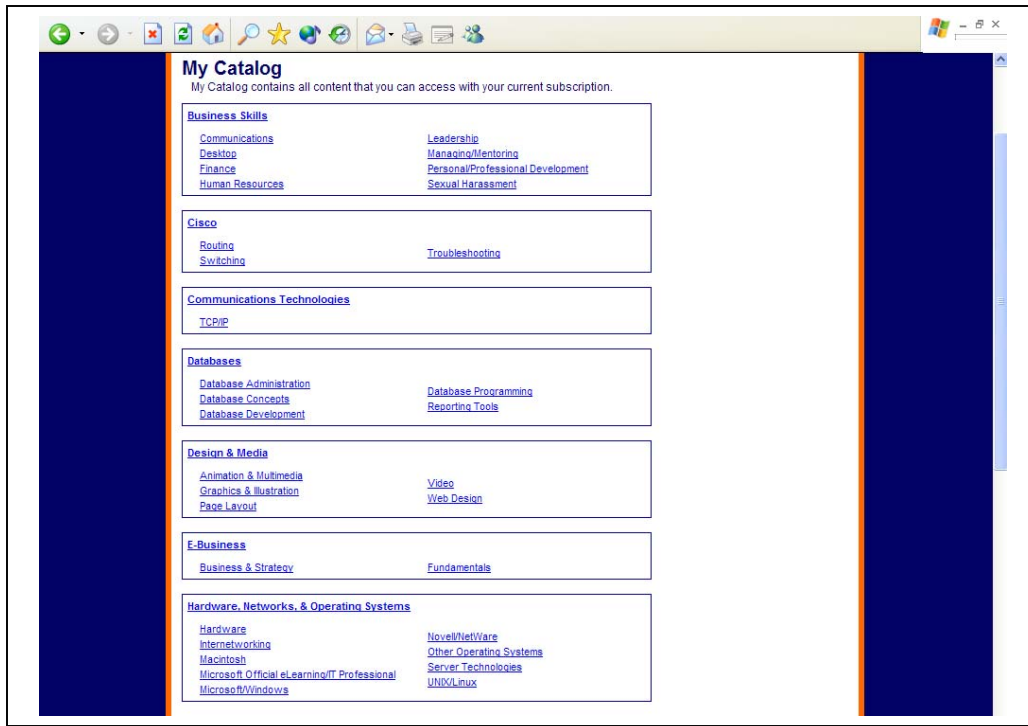 My Catalog
My Catalog contains all content that you can access with your current subscription.
Business Skills
Communications
Desktop
Finance
Human Resources
Leadership
Managing/Mentoring
Personal/Professional Development
Sexual Harassment
Cisco
Routing
Switching
Troubleshooting
Communications Technologies
TCP/IP
Databases
Database Administration
Database Concepts
Database Development
Database Programming
Reporting Tools
Design & Media
Animation & Multimedia
Graphics & Illustration
Page Layout
Video
Web Design
E-Business
Business & Strategy
Fundamentals
Hardware, Networks, & Operating Systems
Hardware
Internetworking
Macintosh
Microsoft Official eLearning/IT Professional
Microsoft/Windows
Novell/NetWare
Other Operating Systems
Server Technologies
UNIX/Linux